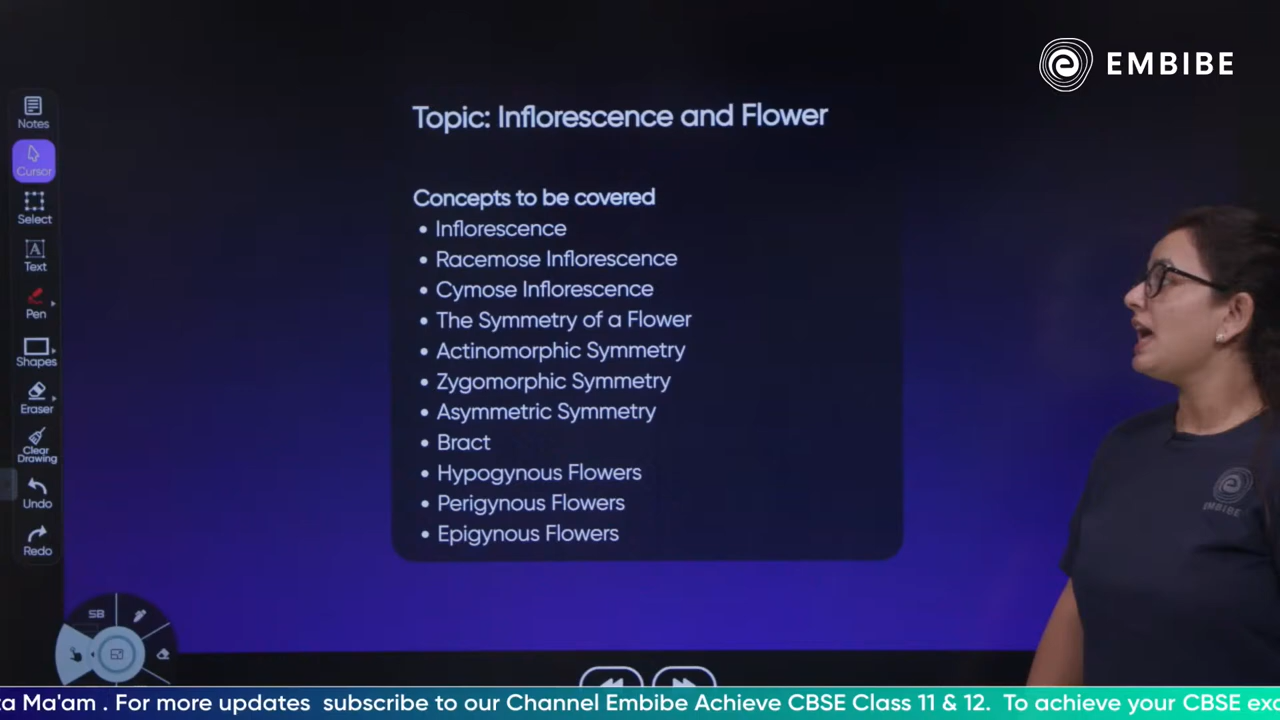 EMBIBE
Topic: Inflorescence and Flower
Concepts to be covered
• Inflorescence
• Racemose Inflorescence
• Cymose Inflorescence
• The Symmetry of a Flower
• Actinomorphic Symmetry
• Zygomorphic Symmetry
• Asymmetric Symmetry
• Bract
• Hypogynous Flowers
• Perigynous Flowers
• Epigynous Flowers
Notes
Cursor
Select
Text
Pen
Shapes
Eraser
Clear
Drawing
Undo
Redo
SB
EMBIBE
ta Ma'am . For more updates subscribe to our Channel Embibe Achieve CBSE Class 11 & 12. To achieve your CBSE exa